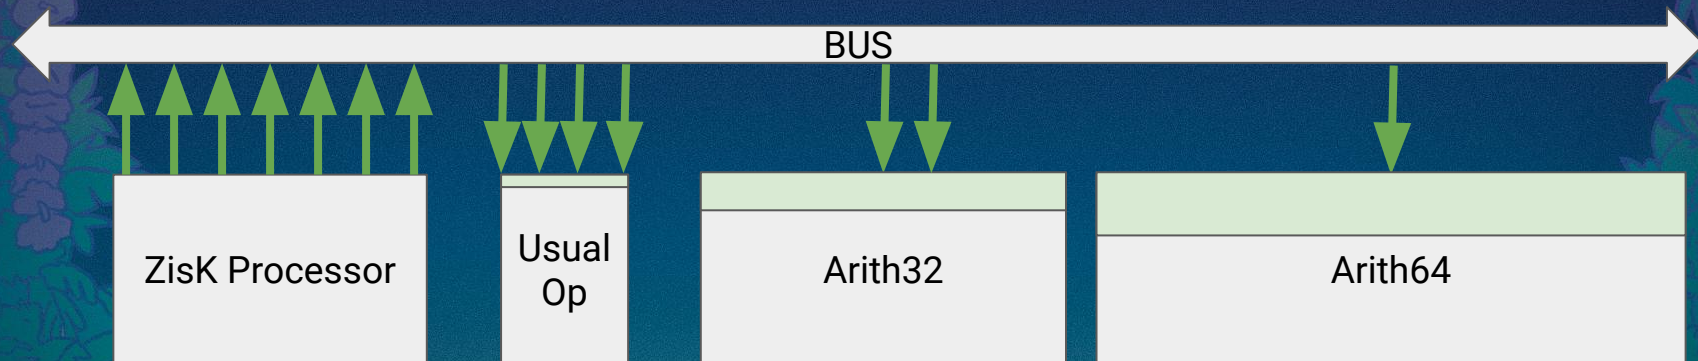 BUS
ZisK Processor
Usual
Op
Arith32
Arith64